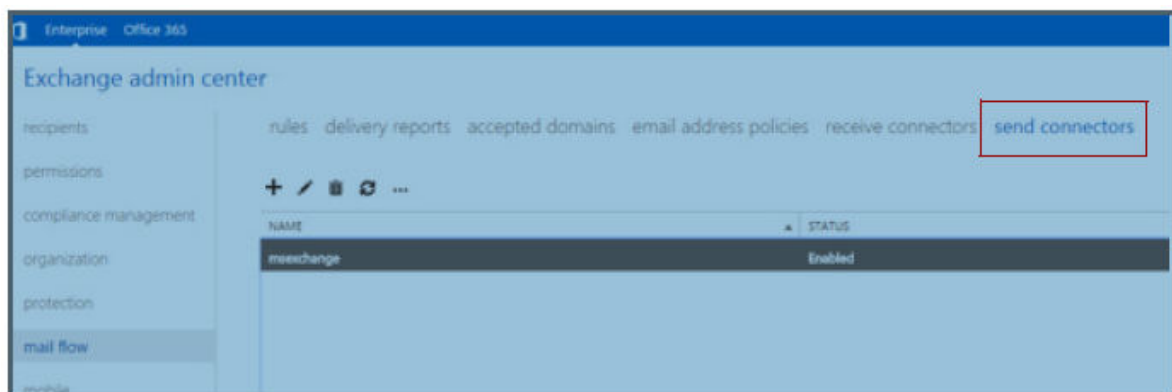 Enterprise Office 365
Exchange admin center
recipients
permissions
compliance management
organization
protection
mail flow
mobile
rules delivery reports accepted domains email address policies receive connectors send connectors
NAME STATUS
msexchange Enabled